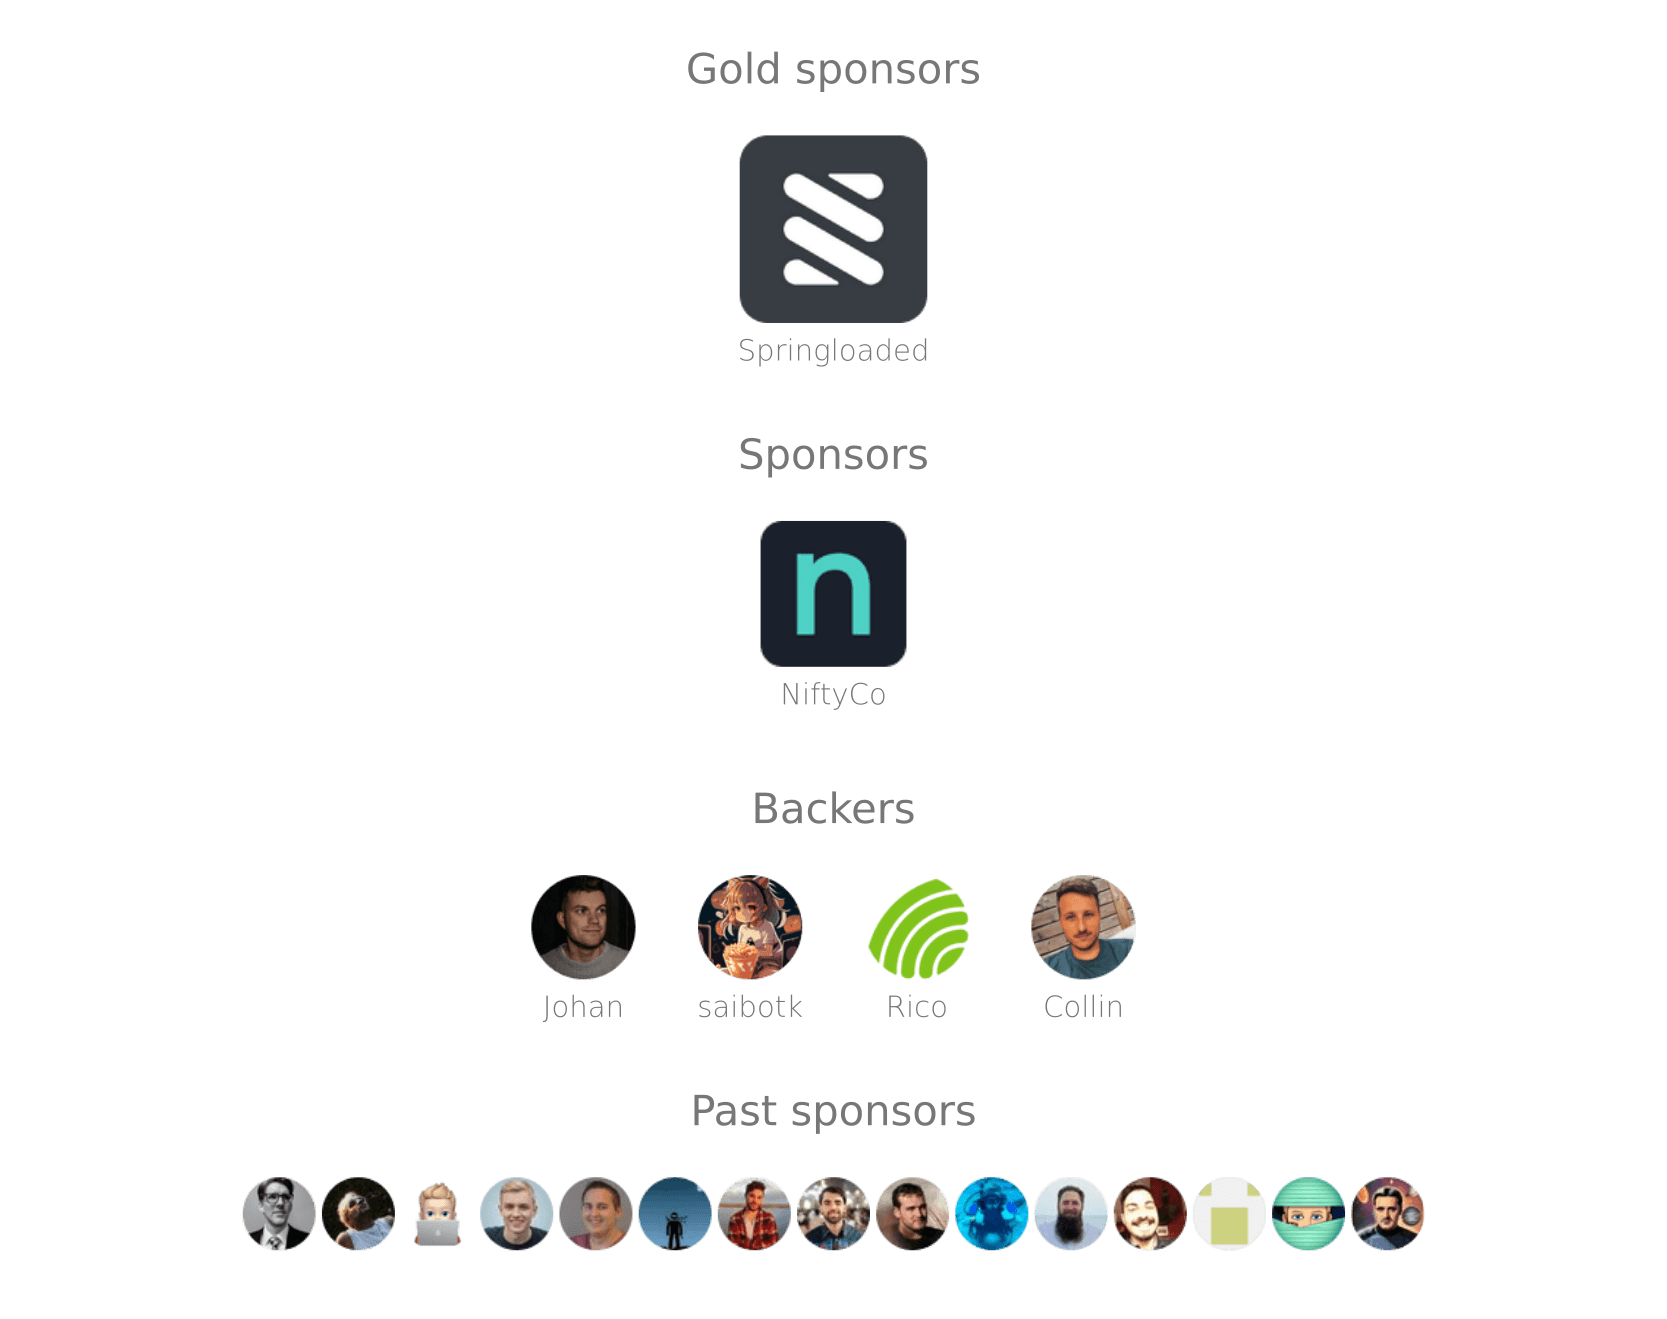 Gold sponsors
Springloaded
Sponsors
n
NiftyCo
Backers
Johan saibotk Rico Collin
Past sponsors